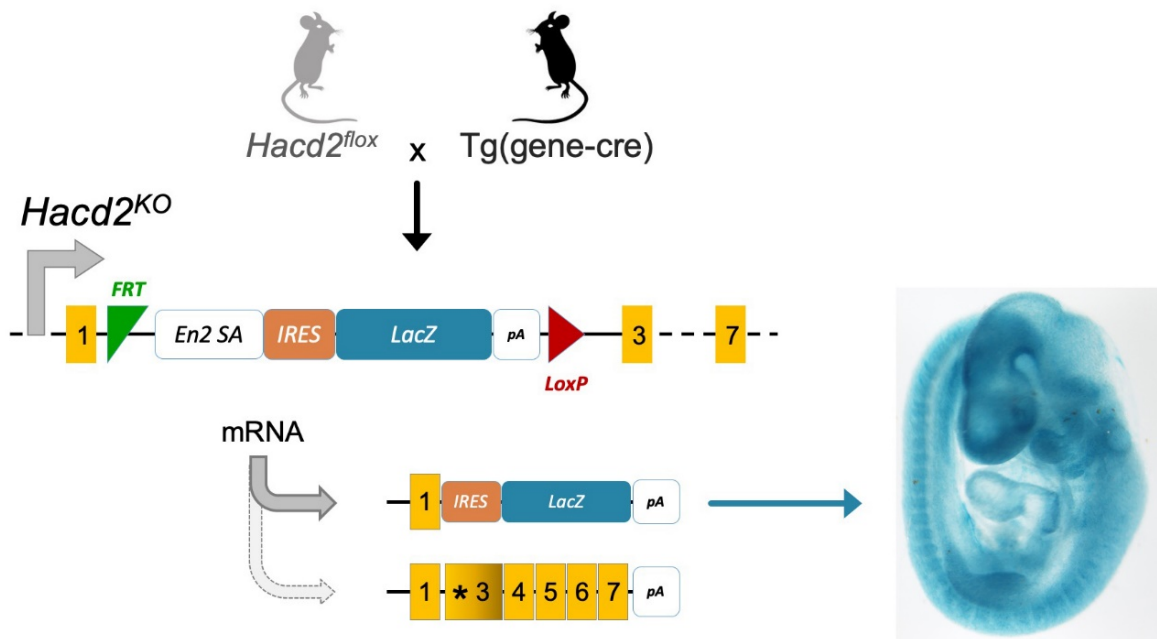 Hacd2flox x Tg(gene-cre)
Hacd2KO
FRT
1 En2 SA IRES LacZ pA 3 7
LoxP
mRNA
1 IRES LacZ pA
1 * 3 4 5 6 7 pA